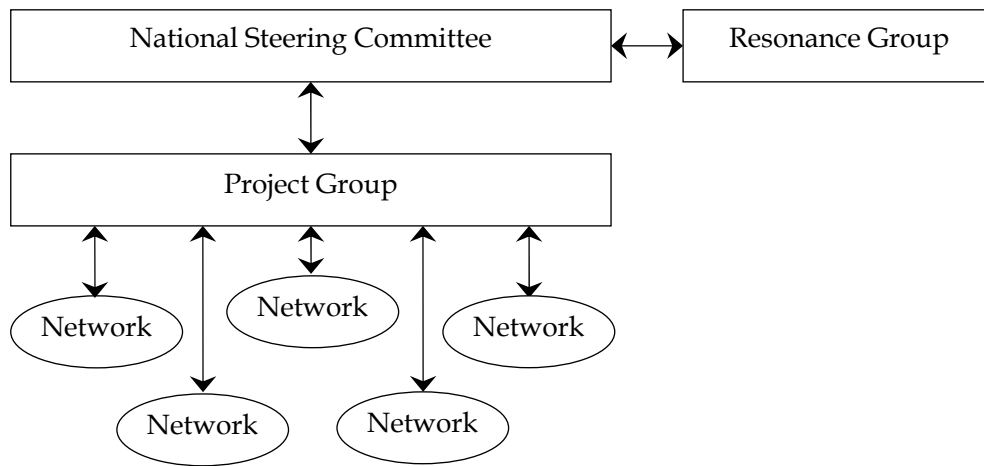 National Steering Committee
Resonance Group
Project Group
Network
Network
Network
Network
Network